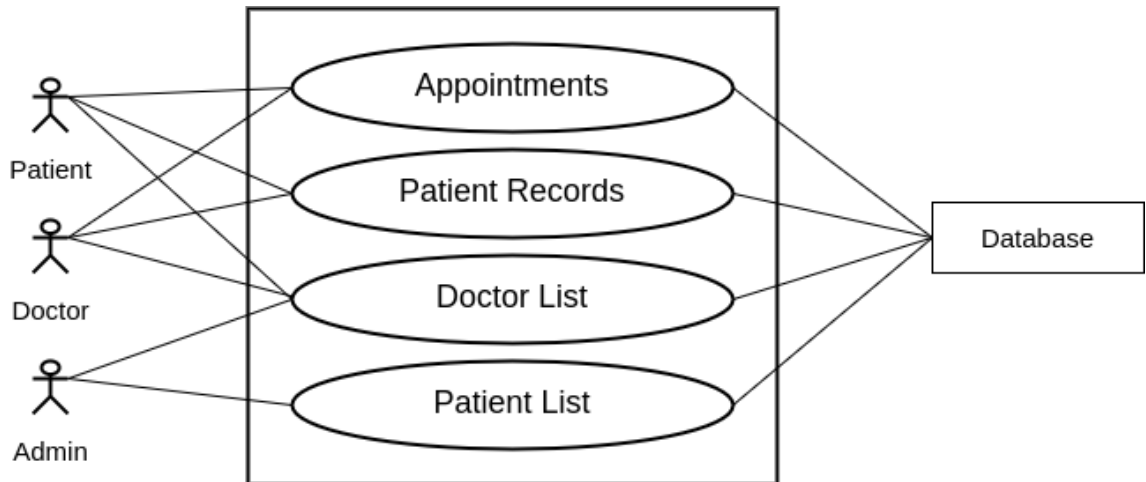 Appointments
Patient
Patient Records
Database
Doctor
Doctor List
Admin
Patient List